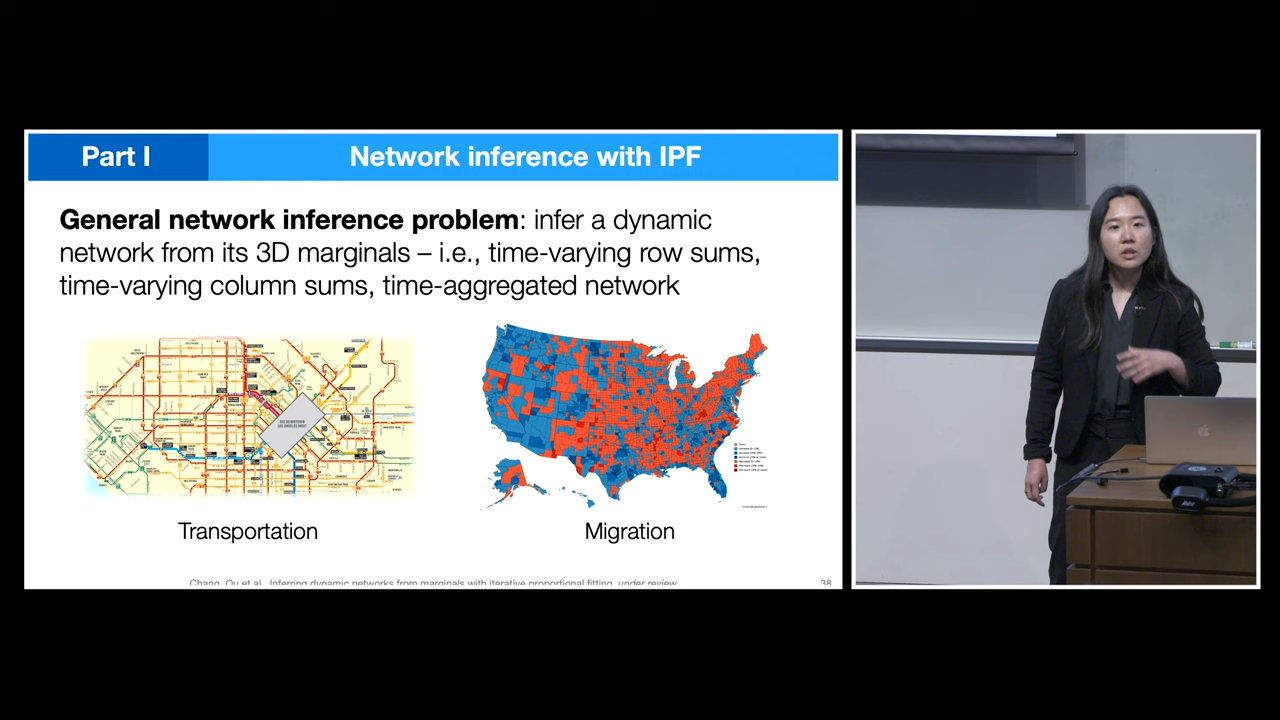 Part I
Network inference with IPF
General network inference problem: infer a dynamic
network from its 3D marginals – i.e., time-varying row sums,
time-varying column sums, time-aggregated network
Transportation
Migration
Chang, Qu et al. Inferring dynamic networks from marginals with iterative proportional fitting, under review.
38